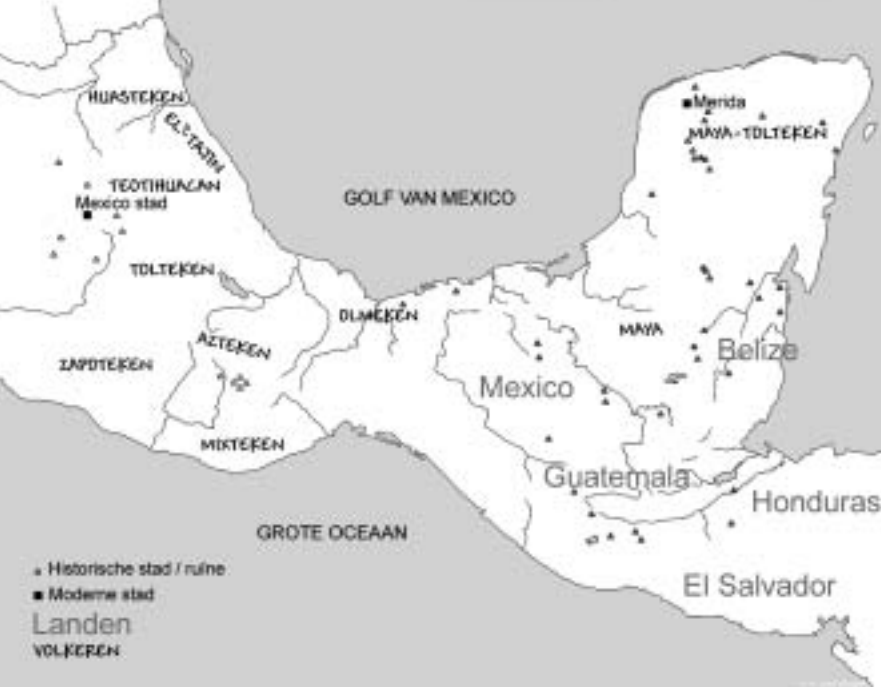 HUASTEKEN
EL TAJIN
Merida
MAYA-TOLTEKEN
TEOTIHUACAN
Mexico stad
GOLF VAN MEXICO
TOLTEKEN
OLMEKEN
MAYA
AZTEKEN
Belize
ZAPOTEKEN
Mexico
MIXTEKEN
Guatemala
Honduras
GROTE OCEAAN
El Salvador
Historische stad / ruïne
Moderne stad
Landen
VOLKEREN